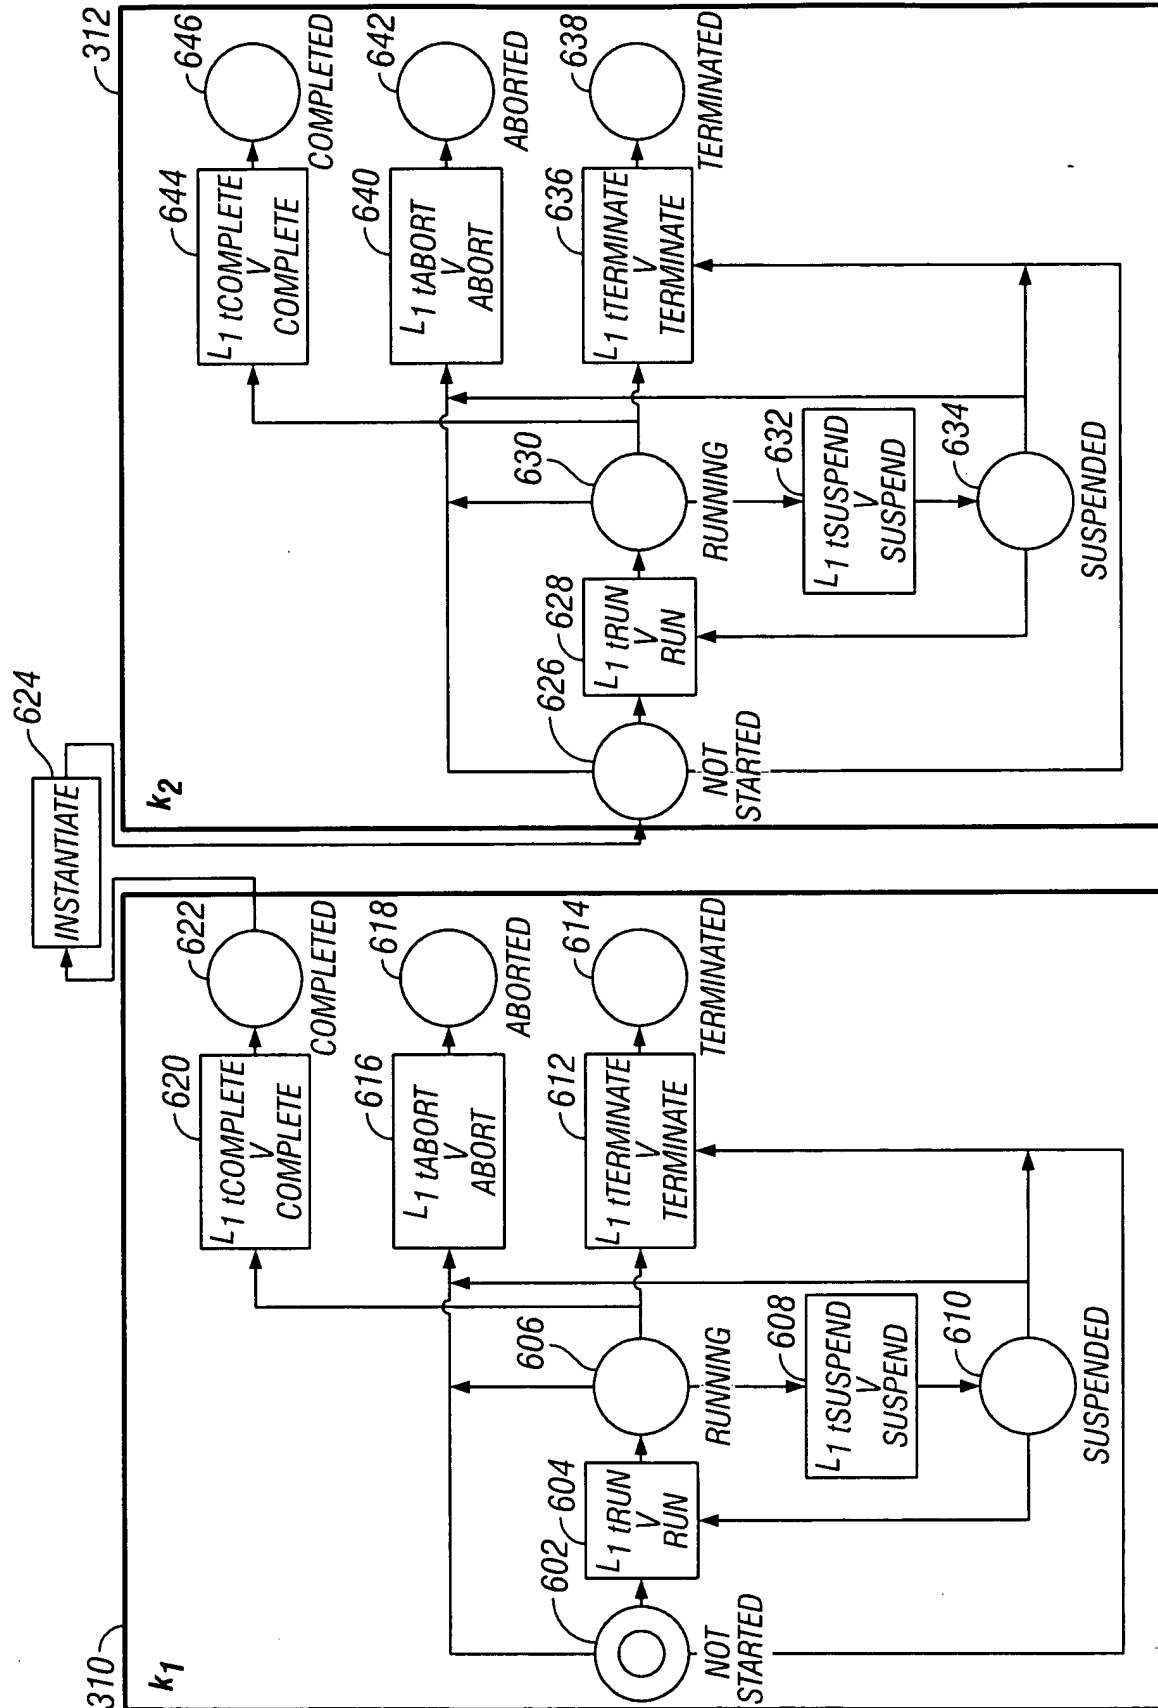 624
INSTANTIATE
310
k1
620
L1 tCOMPLETE
V
COMPLETE
622
COMPLETED
616
L1 tABORT
V
ABORT
618
ABORTED
602
NOT
STARTED
604
L1 tRUN
V
RUN
606
RUNNING
612
L1 tTERMINATE
V
TERMINATE
614
TERMINATED
608
L1 tSUSPEND
V
SUSPEND
610
SUSPENDED
312
k2
644
L1 tCOMPLETE
V
COMPLETE
646
COMPLETED
640
L1 tABORT
V
ABORT
642
ABORTED
626
NOT
STARTED
628
L1 tRUN
V
RUN
630
RUNNING
636
L1 tTERMINATE
V
TERMINATE
638
TERMINATED
632
L1 tSUSPEND
V
SUSPEND
634
SUSPENDED